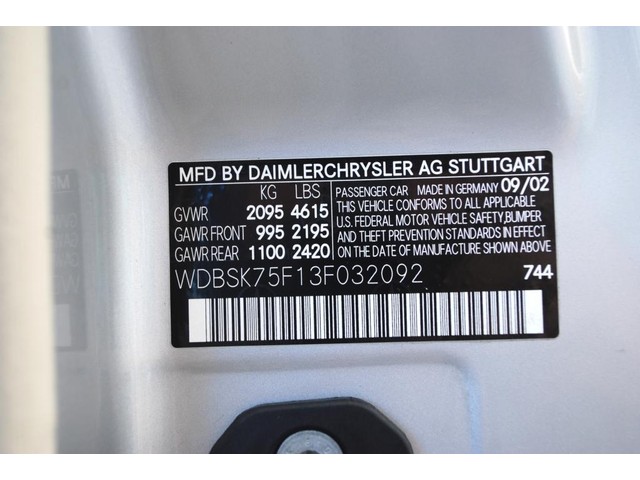 MFD BY DAIMLERCHRYSLER AG STUTTGART
KG LBS
GVWR 2095 4615
GAWR FRONT 995 2195
GAWR REAR 1100 2420
PASSENGER CAR MADE IN GERMANY 09/02
THIS VEHICLE CONFORMS TO ALL APPLICABLE
U.S. FEDERAL MOTOR VEHICLE SAFETY, BUMPER
AND THEFT PREVENTION STANDARDS IN EFFECT
ON THE DATE OF MANUFACTURE SHOWN ABOVE
WDBSK75F13F032092 744